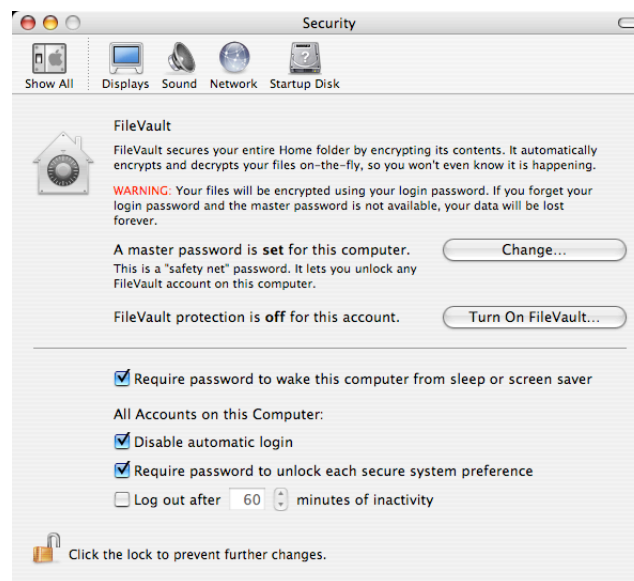 Security
Show All Displays Sound Network Startup Disk
FileVault
FileVault secures your entire Home folder by encrypting its contents. It automatically
encrypts and decrypts your files on-the-fly, so you won't even know it is happening.
WARNING: Your files will be encrypted using your login password. If you forget your
login password and the master password is not available, your data will be lost
forever.
A master password is set for this computer. Change...
This is a "safety net" password. It lets you unlock any
FileVault account on this computer.
FileVault protection is off for this account. Turn On FileVault...
Require password to wake this computer from sleep or screen saver
All Accounts on this Computer:
Disable automatic login
Require password to unlock each secure system preference
Log out after 60 minutes of inactivity
Click the lock to prevent further changes.